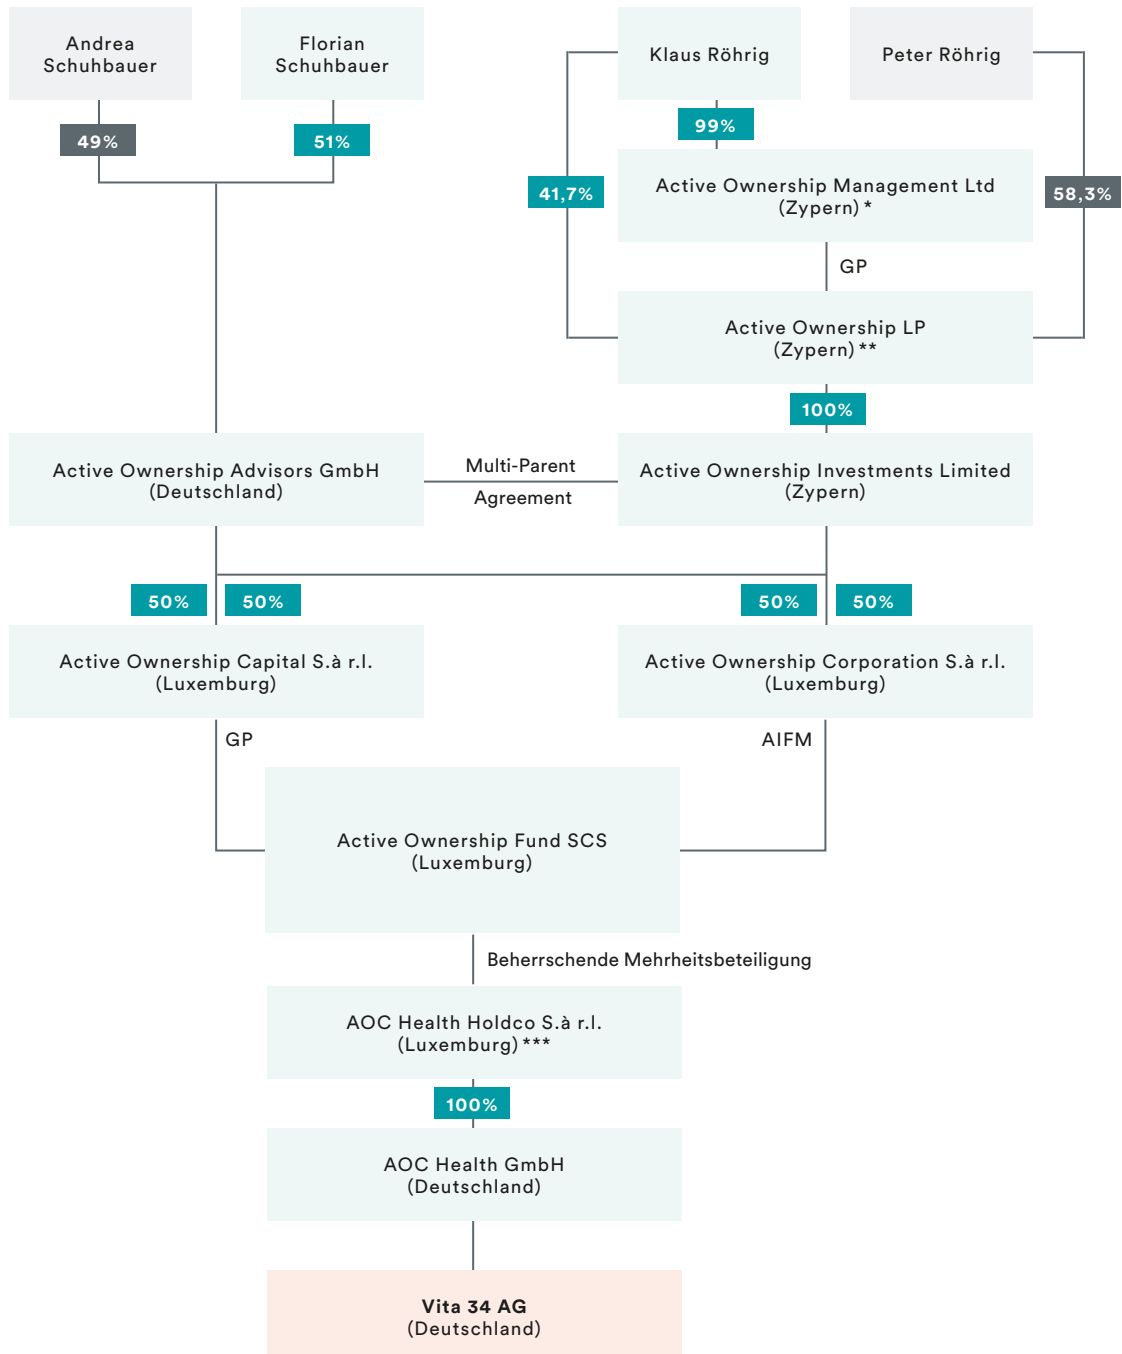 Andrea
Schuhbauer
Florian
Schuhbauer
Klaus Röhrig
Peter Röhrig
49%
51%
99%
41,7%
58,3%
Active Ownership Management Ltd
(Zypern) *
GP
Active Ownership LP
(Zypern) **
100%
Active Ownership Advisors GmbH
(Deutschland)
Multi-Parent
Agreement
Active Ownership Investments Limited
(Zypern)
50%
50%
50%
50%
Active Ownership Capital S.à r.l.
(Luxemburg)
Active Ownership Corporation S.à r.l.
(Luxemburg)
GP
AIFM
Active Ownership Fund SCS
(Luxemburg)
Beherrschende Mehrheitsbeteiligung
AOC Health Holdco S.à r.l.
(Luxemburg) ***
100%
AOC Health GmbH
(Deutschland)
Vita 34 AG
(Deutschland)